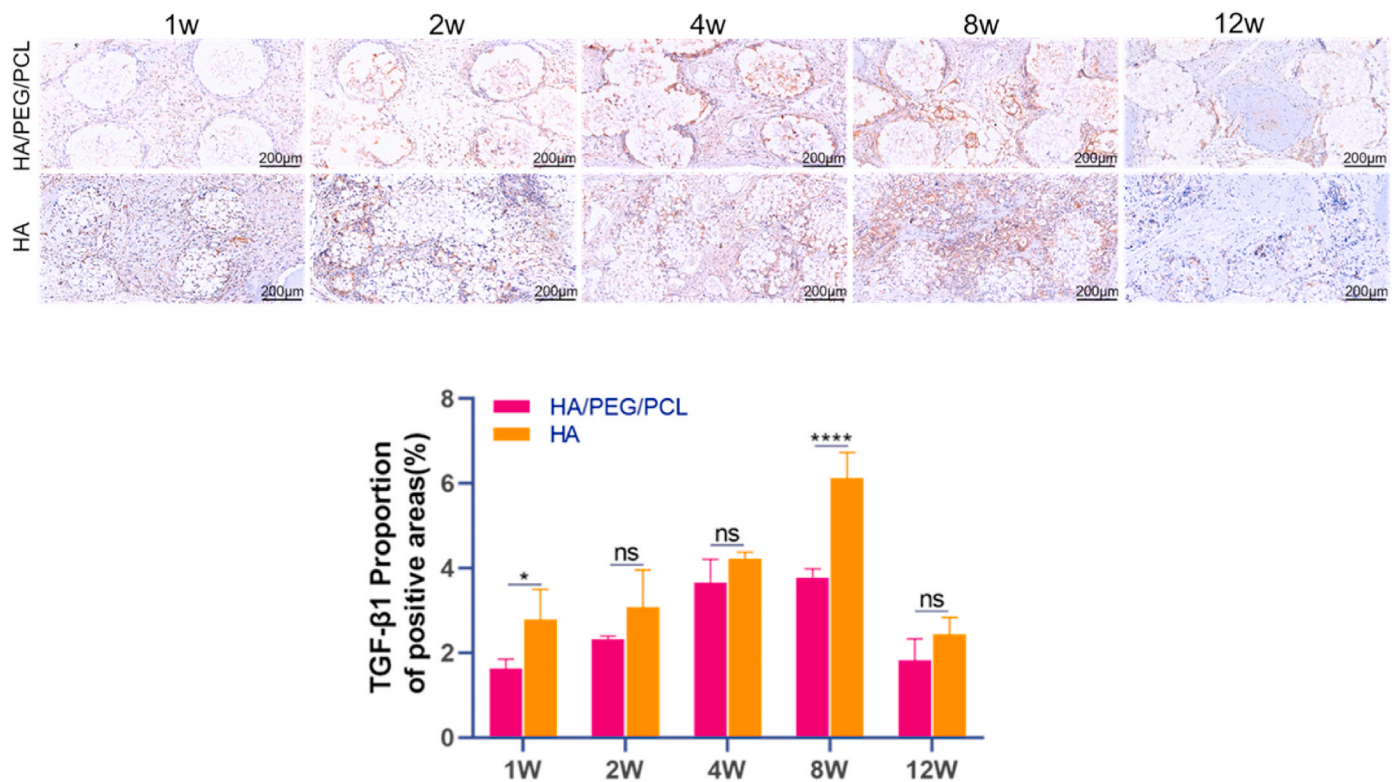 1w 2w 4w 8w 12w
HA/PEG/PCL
200μm 200μm 200μm 200μm 200μm
HA
200μm 200μm 200μm 200μm 200μm
HA/PEG/PCL
HA
TGF-β1 Proportion
of positive areas(%)
8
6
4
2
0
* ns ns **** ns
1W 2W 4W 8W 12W